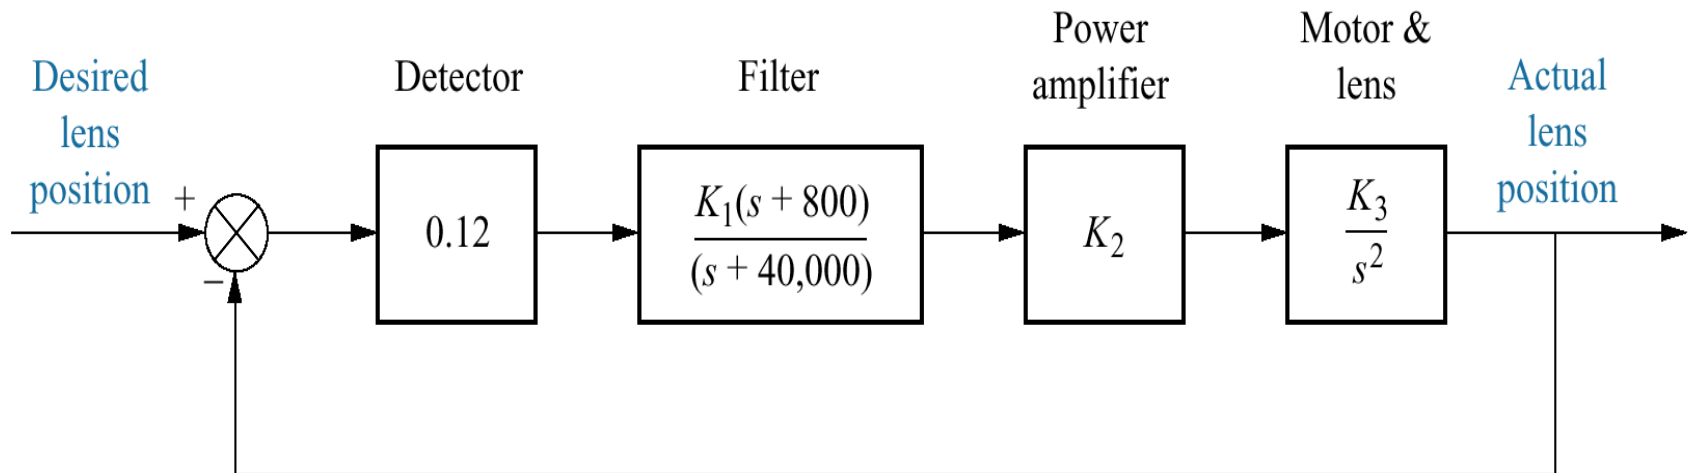 Desired
lens
position
Detector
Filter
Power
amplifier
Motor &
lens
Actual
lens
position
+
−
0.12
K₁(s + 800)
(s + 40,000)
K₂
K₃
s²